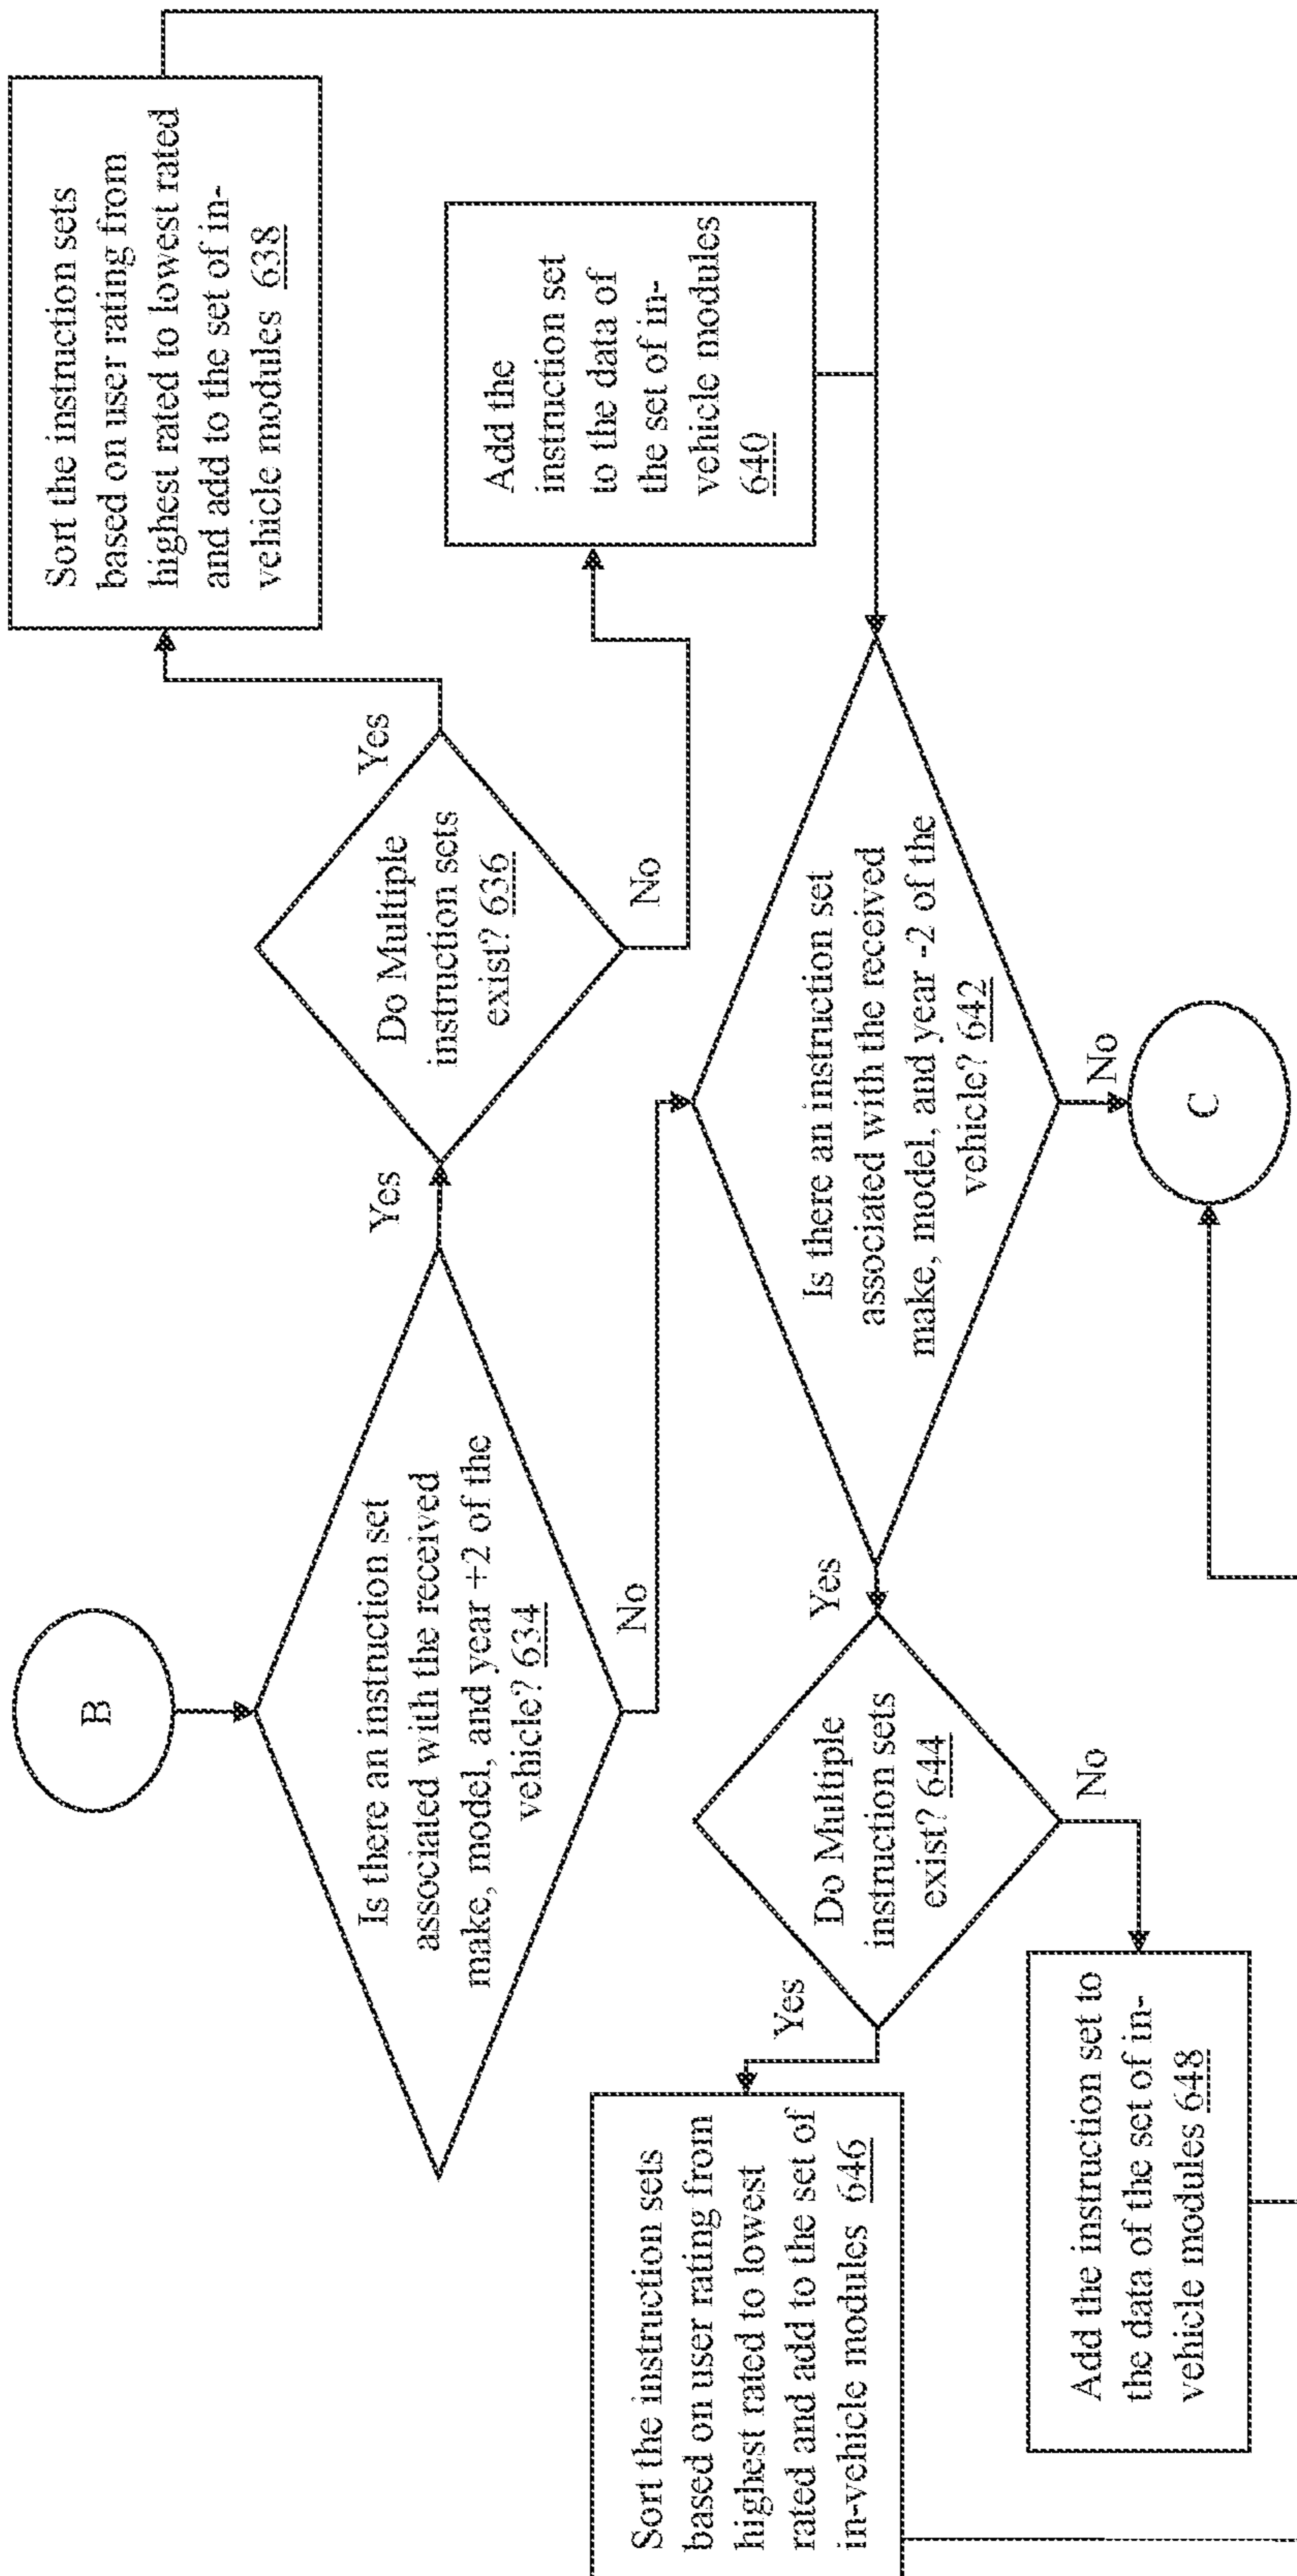 B
Is there an instruction set
associated with the received
make, model, and year +2 of the
vehicle? 634
Yes
No
Do Multiple
instruction sets
exist? 636
Yes
No
Sort the instruction sets
based on user rating from
highest rated to lowest rated
and add to the set of in-
vehicle modules 638
Add the
instruction set
to the data of
the set of in-
vehicle modules
640
Is there an instruction set
associated with the received
make, model, and year -2 of the
vehicle? 642
Yes
No
Do Multiple
instruction sets
exist? 644
Yes
No
Sort the instruction sets
based on user rating from
highest rated to lowest
rated and add to the set of
in-vehicle modules 646
Add the instruction set to
the data of the set of in-
vehicle modules 648
C